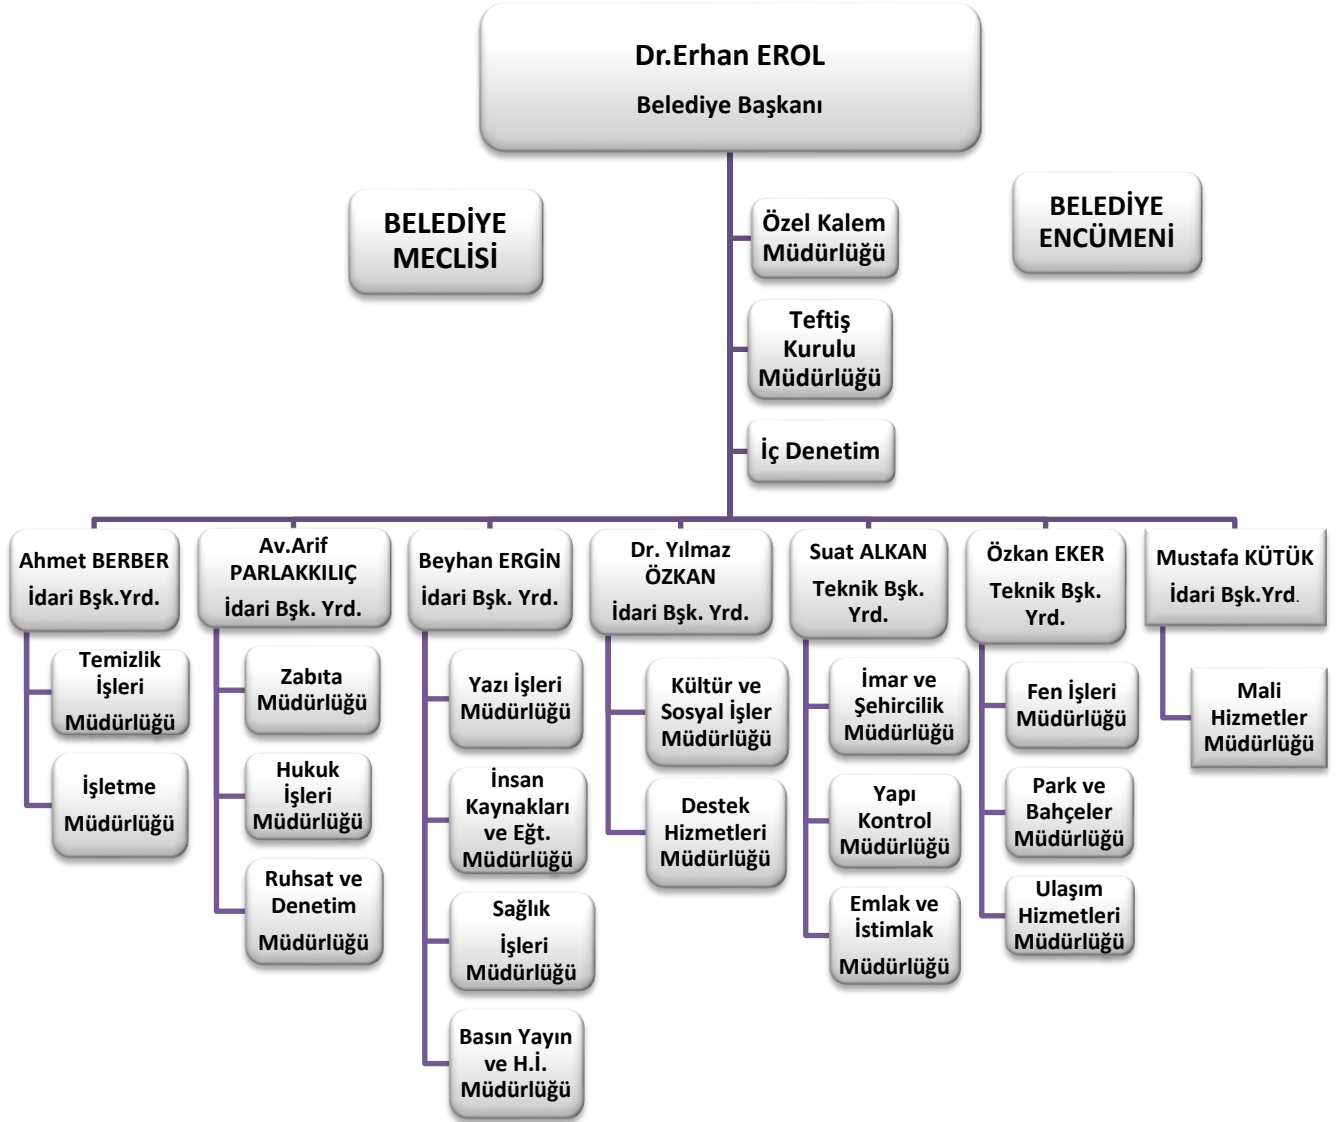 Dr.Erhan EROL
Belediye Başkanı
BELEDİYE
MECLİSİ
BELEDİYE
ENCÜMENİ
Özel Kalem
Müdürlüğü
Teftiş
Kurulu
Müdürlüğü
İç Denetim
Ahmet BERBER
İdari Bşk.Yrd.
Temizlik
İşleri
Müdürlüğü
İşletme
Müdürlüğü
Av.Arif
PARLAKKILIÇ
İdari Bşk. Yrd.
Zabıta
Müdürlüğü
Hukuk
İşleri
Müdürlüğü
Ruhsat ve
Denetim
Müdürlüğü
Beyhan ERGİN
İdari Bşk. Yrd.
Yazı İşleri
Müdürlüğü
İnsan
Kaynakları
ve Eğt.
Müdürlüğü
Sağlık
İşleri
Müdürlüğü
Basın Yayın
ve H.İ.
Müdürlüğü
Dr. Yılmaz
ÖZKAN
İdari Bşk. Yrd.
Kültür ve
Sosyal İşler
Müdürlüğü
Destek
Hizmetleri
Müdürlüğü
Suat ALKAN
Teknik Bşk.
Yrd.
İmar ve
Şehircilik
Müdürlüğü
Yapı
Kontrol
Müdürlüğü
Emlak ve
İstimlak
Müdürlüğü
Özkan EKER
Teknik Bşk.
Yrd.
Fen İşleri
Müdürlüğü
Park ve
Bahçeler
Müdürlüğü
Ulaşım
Hizmetleri
Müdürlüğü
Mustafa KÜTÜK
İdari Bşk.Yrd.
Mali
Hizmetler
Müdürlüğü